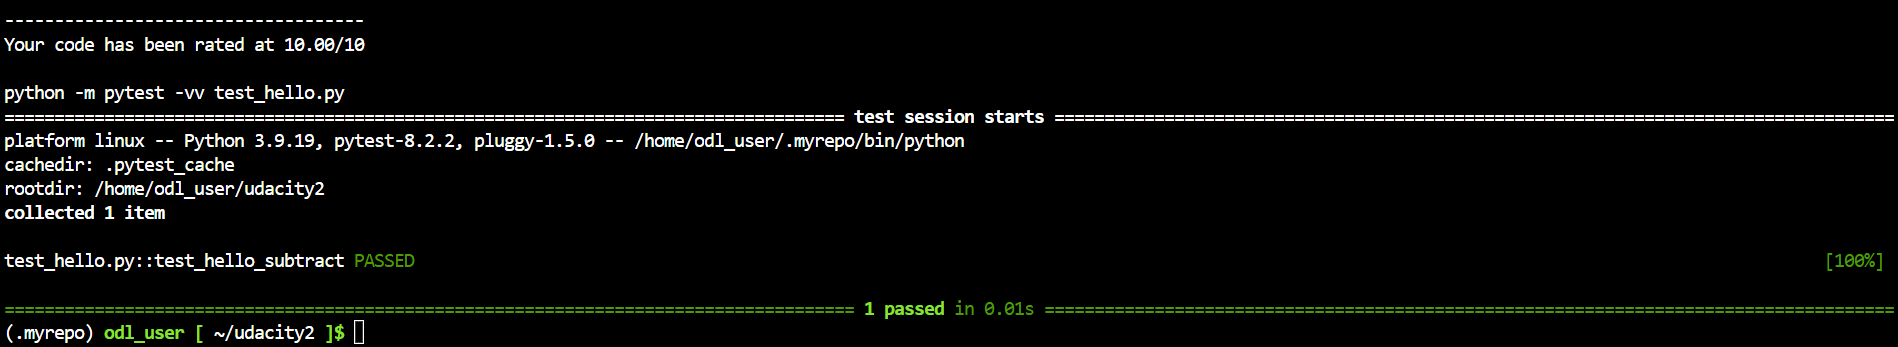 ------------------------------------
Your code has been rated at 10.00/10
python -m pytest -vv test_hello.py
==================================================================================== test session starts ====================================================================================
platform linux -- Python 3.9.19, pytest-8.2.2, pluggy-1.5.0 -- /home/odl_user/.myrepo/bin/python
cachedir: .pytest_cache
rootdir: /home/odl_user/udacity2
collected 1 item
test_hello.py::test_hello_subtract PASSED [100%]
===================================================================================== 1 passed in 0.01s =====================================================================================
(.myrepo) odl_user [ ~/udacity2 ]$